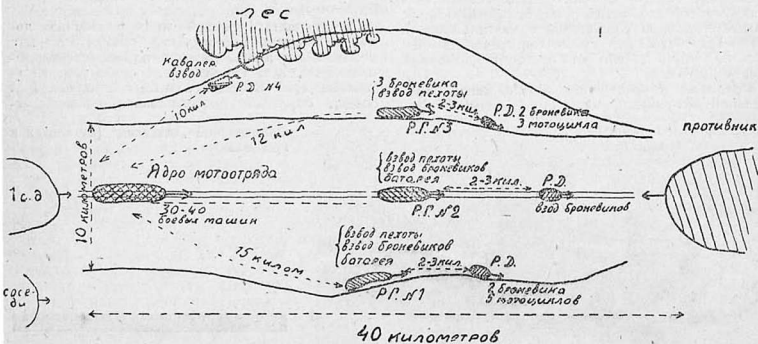 лес
кавалер.
взвод
Р.Д. №4
10 кил
12 кил
3 броневика
взвод пехоты
2-3 кил.
Р.Г. №3
Р.Д. 2 броневика
3 мотоцикла
противник
1 с.д
10 километров
Ядро мотоотряда
30-40
боевых машин
взвод пехоты
взвод броневиков
батарея
2-3 кил.
Р.Г. №2
Р.Д.
взвод броневиков
15 килом
взвод пехоты
взвод броневиков
батарея
2-3 кил.
Р.Г. №1
Р.Д.
2 броневика
5 мотоциклов
сосе-
ди
40 километров